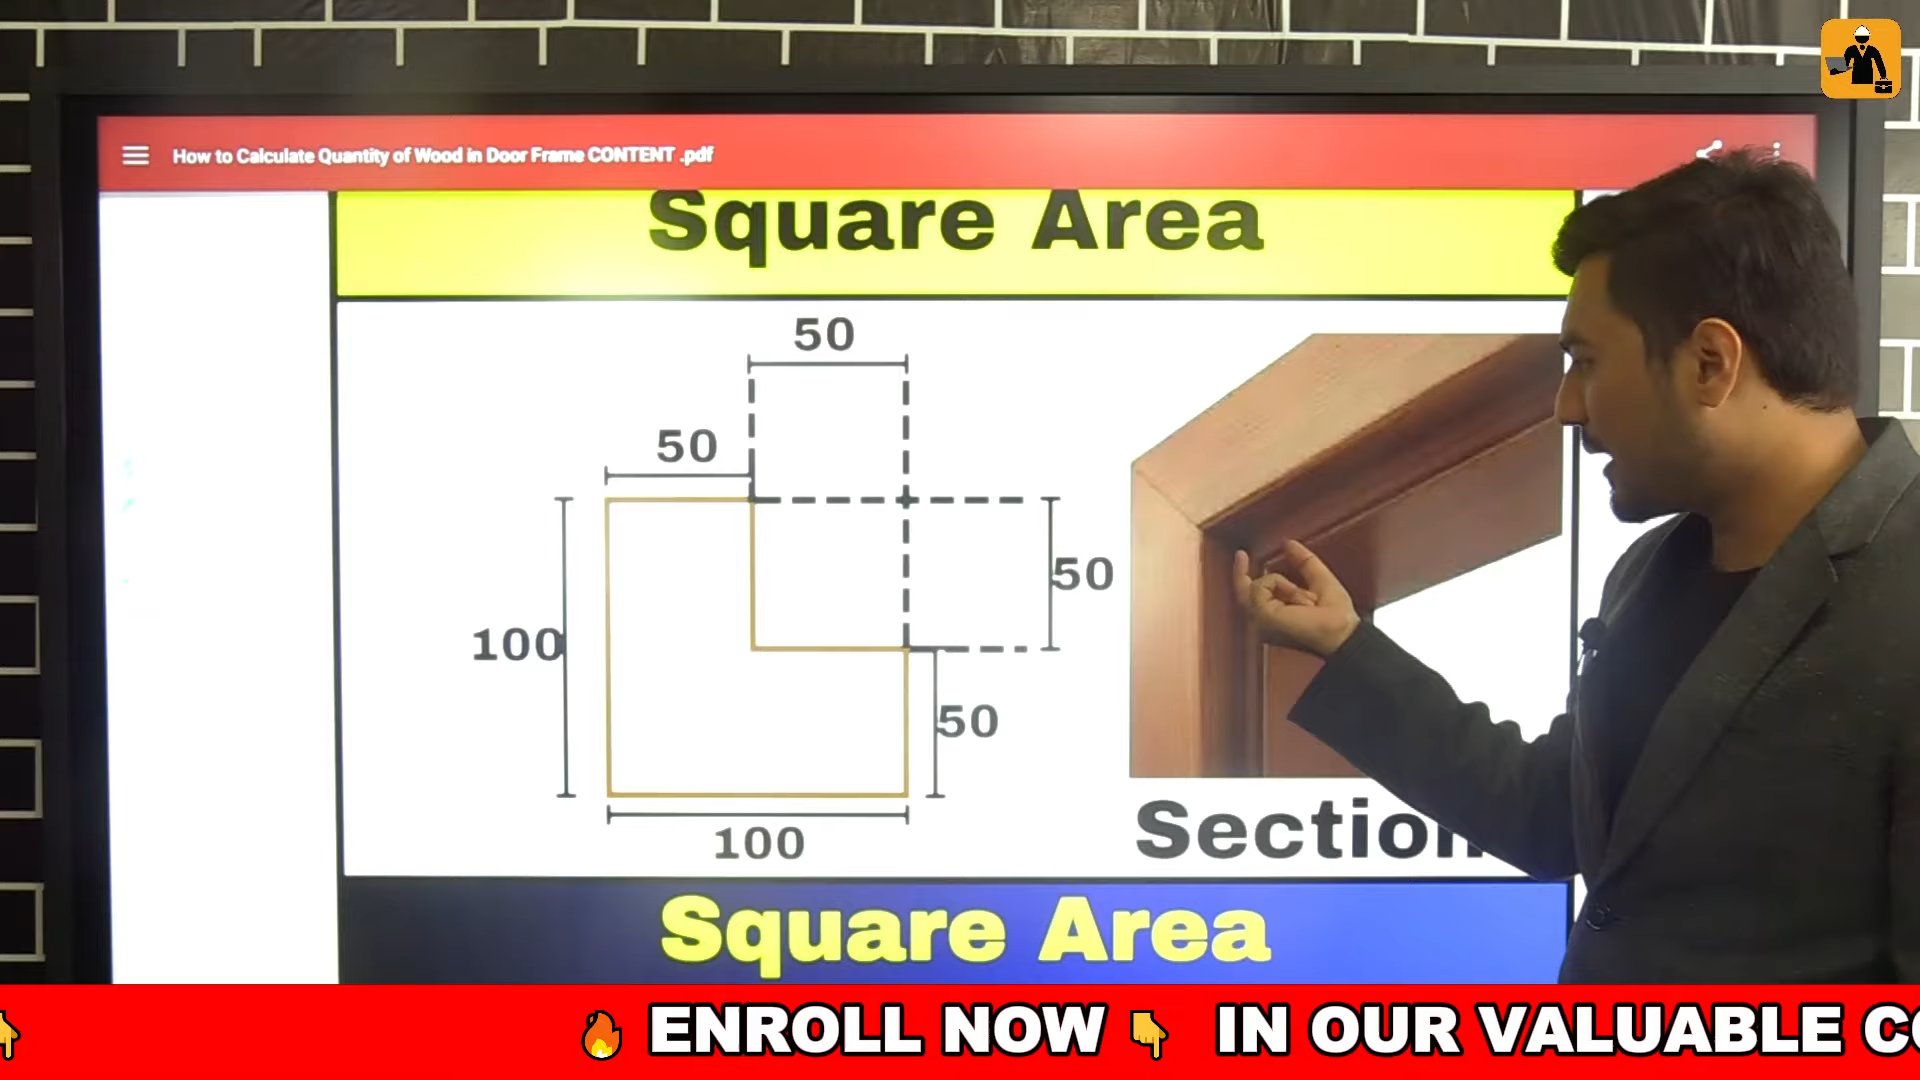 How to Calculate Quantity of Wood in Door Frame CONTENT .pdf
Square Area
50
50
50
100
50
100
Section
Square Area
🔥 ENROLL NOW👇 IN OUR VALUABLE